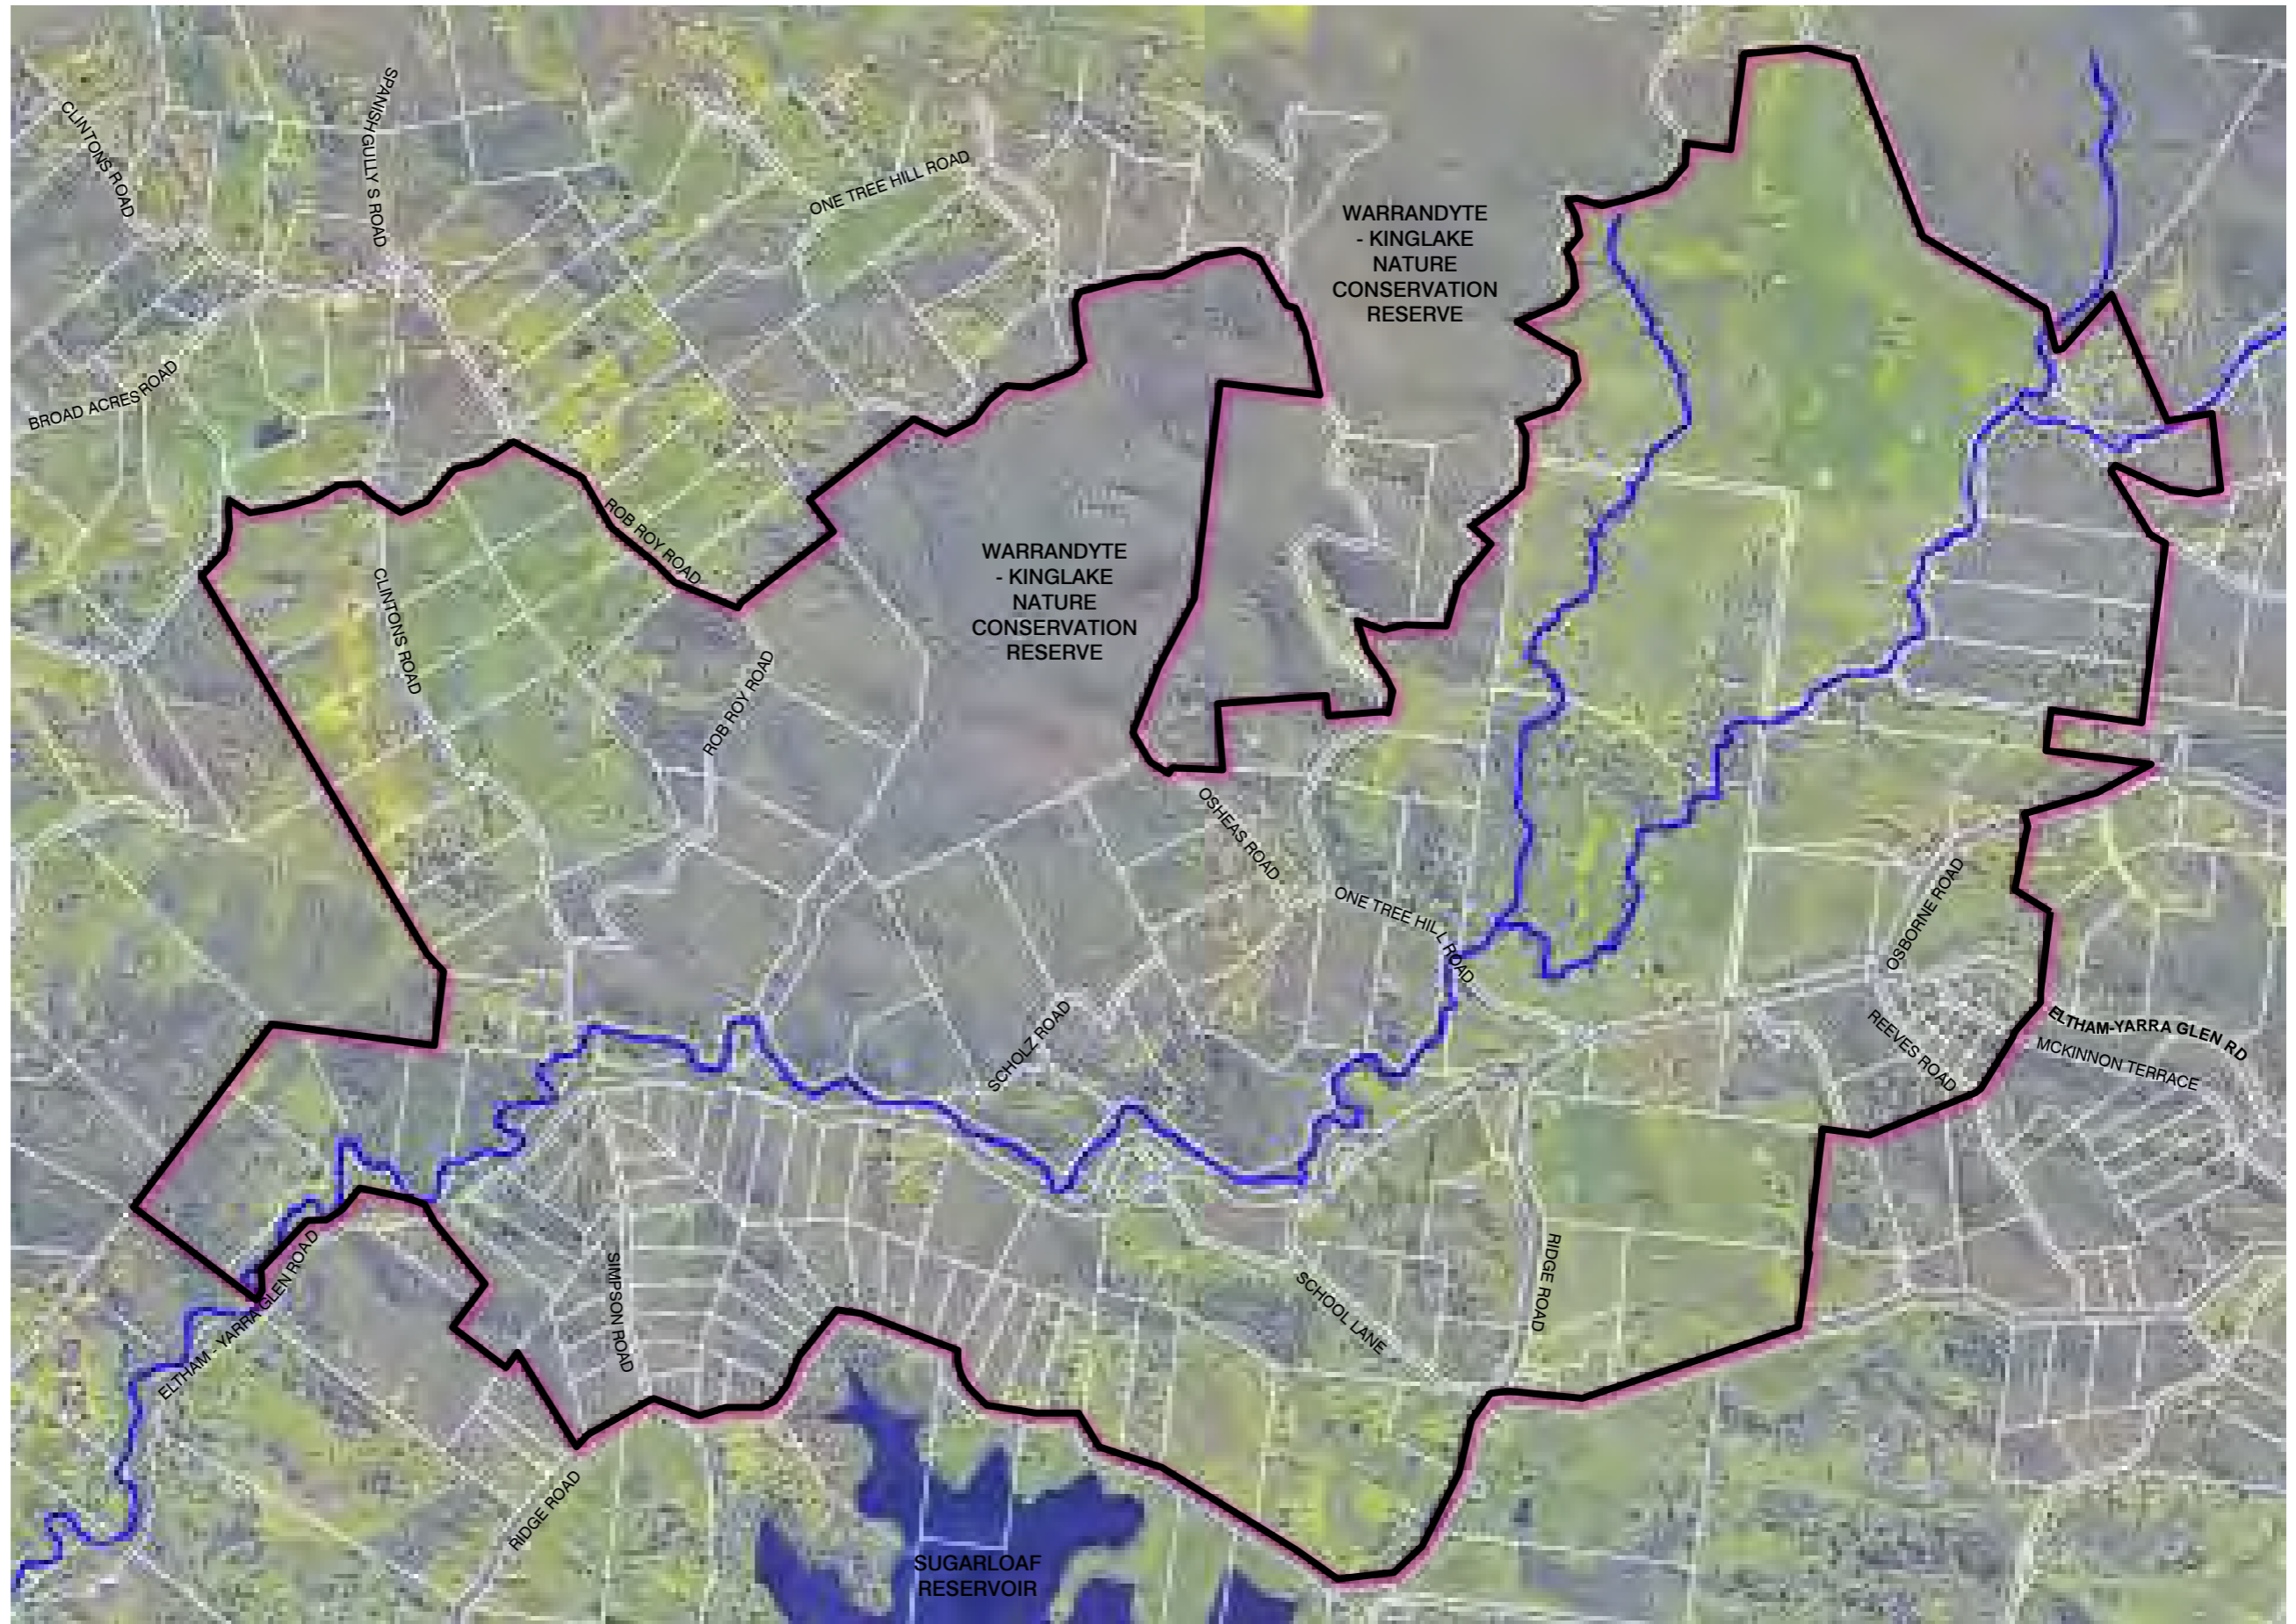 SPANISH GULLY S ROAD
CLINTONS ROAD
ONE TREE HILL ROAD
WARRANDYTE
- KINGLAKE
NATURE
CONSERVATION
RESERVE
BROAD ACRES ROAD
ROB ROY ROAD
WARRANDYTE
- KINGLAKE
NATURE
CONSERVATION
RESERVE
CLINTONS ROAD
ROB ROY ROAD
OSHEAS ROAD
ONE TREE HILL ROAD
OSBORNE ROAD
SCHOLZ ROAD
REEVES ROAD
ELTHAM-YARRA GLEN RD
MCKINNON TERRACE
ELTHAM - YARRA GLEN ROAD
SIMPSON ROAD
SCHOOL LANE
RIDGE ROAD
RIDGE ROAD
SUGARLOAF
RESERVOIR